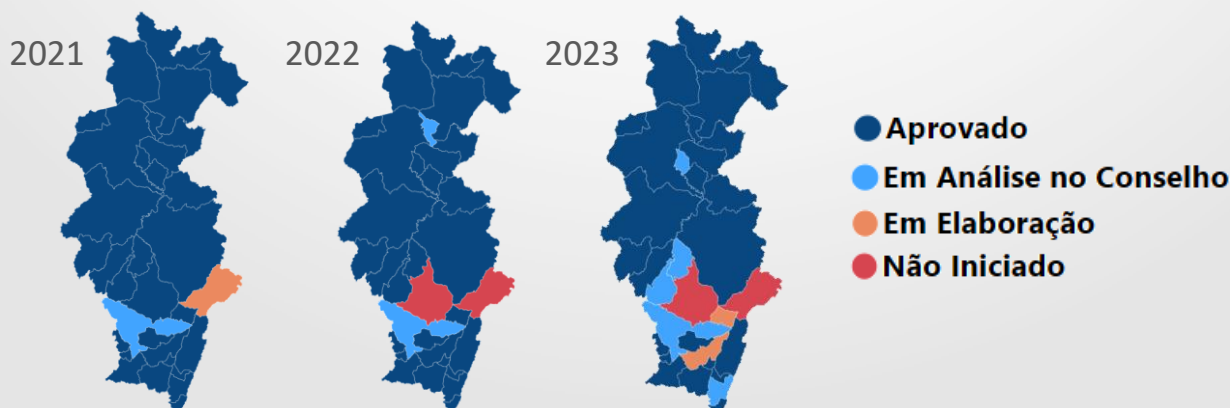 2021
2022
2023
Aprovado
Em Análise no Conselho
Em Elaboração
Não Iniciado